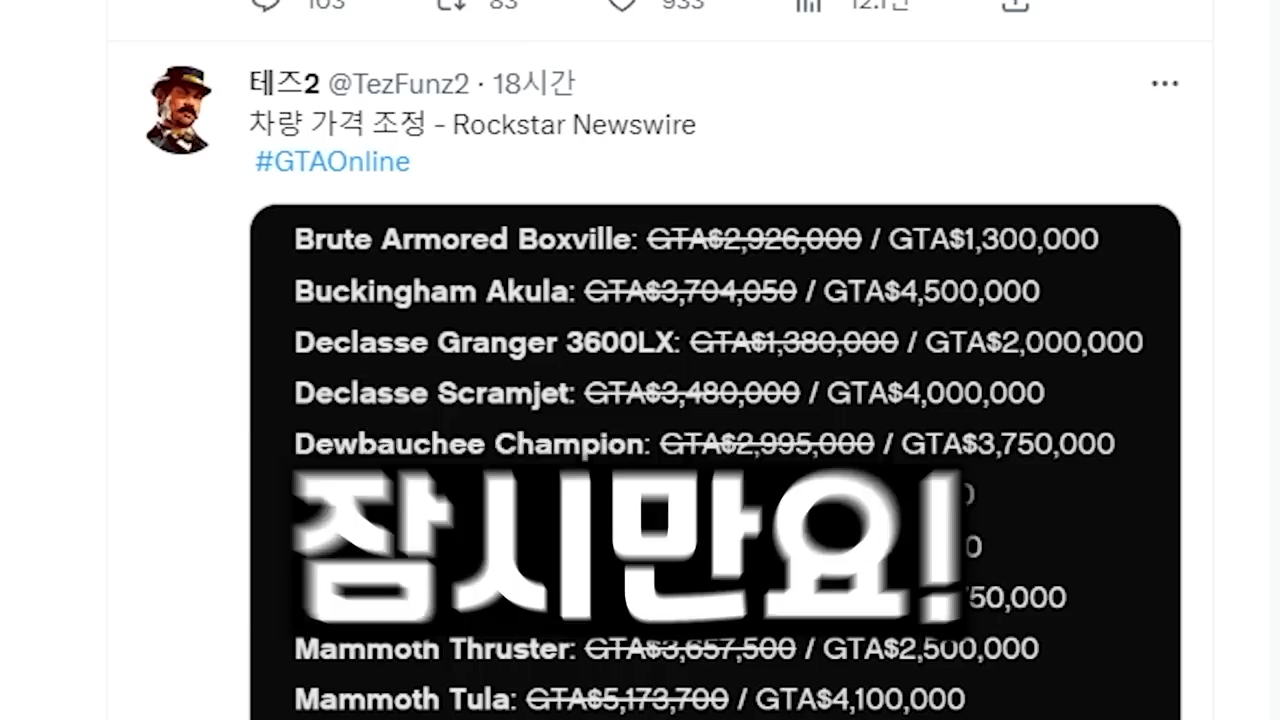 테즈2 @TezFunz2 · 18시간
차량 가격 조정 - Rockstar Newswire
#GTAOnline
Brute Armored Boxville: GTA$2,926,000 / GTA$1,300,000
Buckingham Akula: GTA$3,704,050 / GTA$4,500,000
Declasse Granger 3600LX: GTA$1,380,000 / GTA$2,000,000
Declasse Scramjet: GTA$3,480,000 / GTA$4,000,000
Dewbauchee Champion: GTA$2,995,000 / GTA$3,750,000
잠시만요!
50,000
Mammoth Thruster: GTA$3,657,500 / GTA$2,500,000
Mammoth Tula: GTA$5,173,700 / GTA$4,100,000